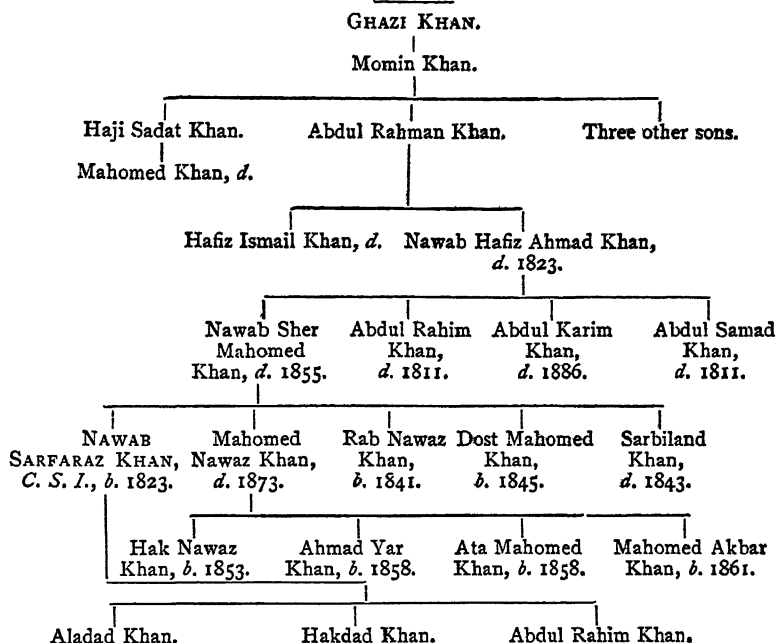 GHAZI KHAN.
Momin Khan.
Haji Sadat Khan. Abdul Rahman Khan. Three other sons.
Mahomed Khan, d.
Hafiz Ismail Khan, d. Nawab Hafiz Ahmad Khan,
d. 1823.
Nawab Sher Abdul Rahim Abdul Karim Abdul Samad
Mahomed Khan, Khan, Khan,
Khan, d. 1855. d. 1811. d. 1886. d. 1811.
NAWAB Mahomed Rab Nawaz Dost Mahomed Sarbiland
SARFARAZ KHAN, Nawaz Khan, Khan, Khan, Khan,
C. S. I., b. 1823. d. 1873. b. 1841. b. 1845. d. 1843.
Hak Nawaz Ahmad Yar Ata Mahomed Mahomed Akbar
Khan, b. 1853. Khan, b. 1858. Khan, b. 1858. Khan, b. 1861.
Aladad Khan. Hakdad Khan. Abdul Rahim Khan.